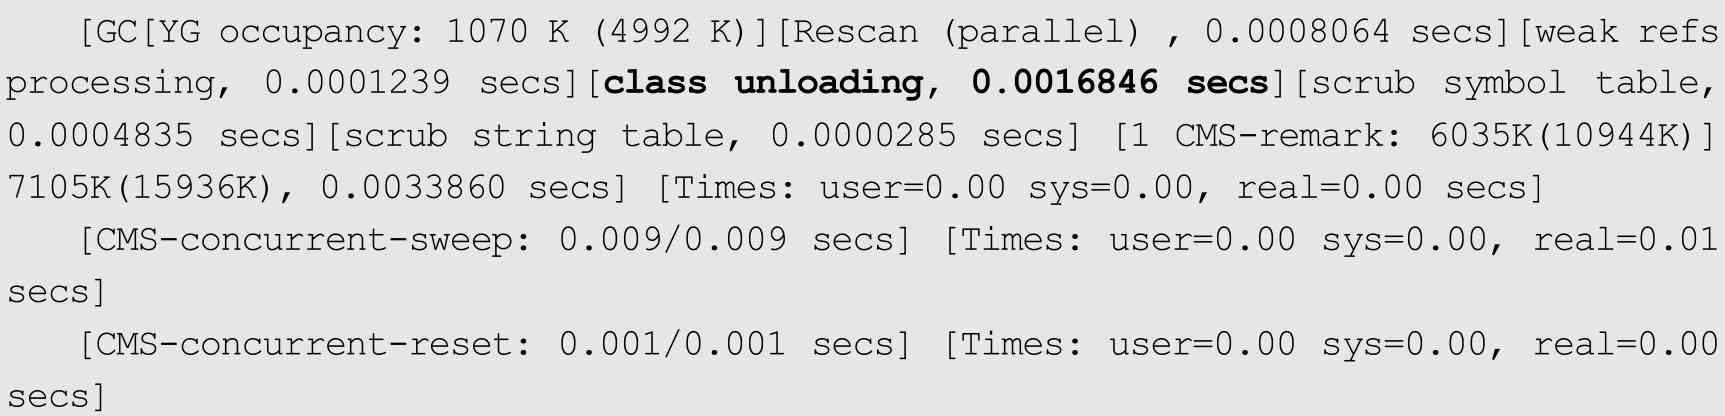 [GC[YG occupancy: 1070 K (4992 K)][Rescan (parallel) , 0.0008064 secs][weak refs
processing, 0.0001239 secs][class unloading, 0.0016846 secs][scrub symbol table,
0.0004835 secs][scrub string table, 0.0000285 secs] [1 CMS-remark: 6035K(10944K)]
7105K(15936K), 0.0033860 secs] [Times: user=0.00 sys=0.00, real=0.00 secs]
[CMS-concurrent-sweep: 0.009/0.009 secs] [Times: user=0.00 sys=0.00, real=0.01
secs]
[CMS-concurrent-reset: 0.001/0.001 secs] [Times: user=0.00 sys=0.00, real=0.00
secs]